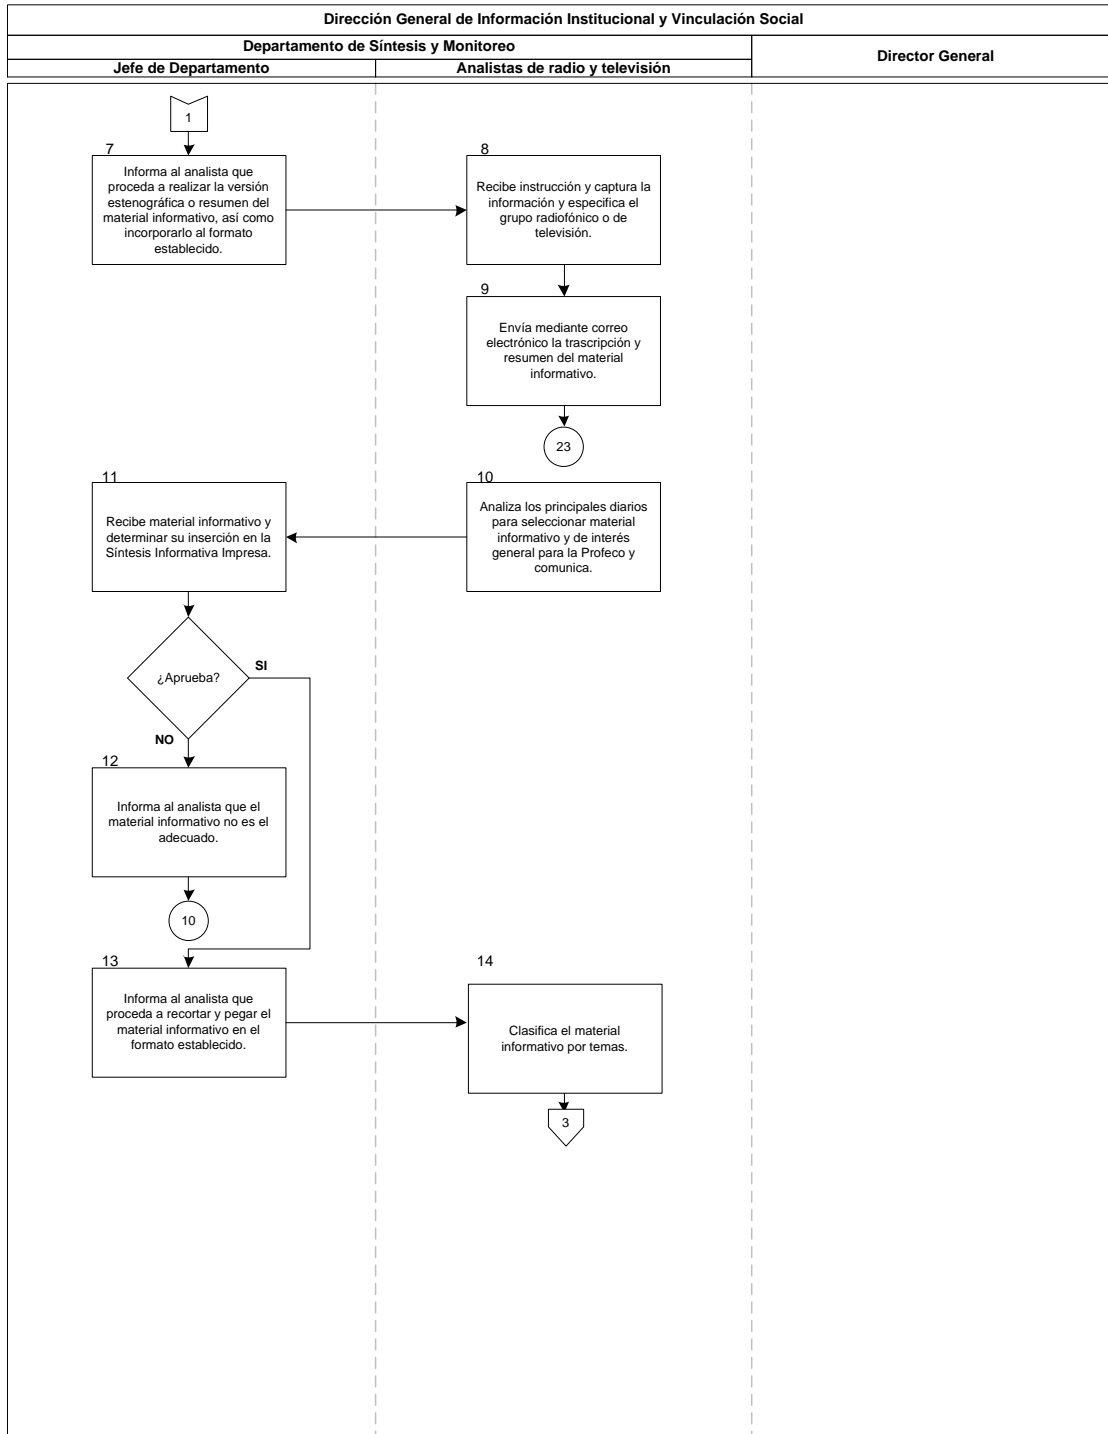 Dirección General de Información Institucional y Vinculación Social
Departamento de Síntesis y Monitoreo
Director General
Jefe de Departamento
Analistas de radio y televisión
1
7
Informa al analista que
proceda a realizar la versión
estenográfica o resumen del
material informativo, así como
incorporarlo al formato
establecido.
8
Recibe instrucción y captura la
información y especifica el
grupo radiofónico o de
televisión.
9
Envía mediante correo
electrónico la trascripción y
resumen del material
informativo.
23
10
Analiza los principales diarios
para seleccionar material
informativo y de interés
general para la Profeco y
comunica.
11
Recibe material informativo y
determinar su inserción en la
Síntesis Informativa Impresa.
¿Aprueba?
SI
NO
12
Informa al analista que el
material informativo no es el
adecuado.
10
13
Informa al analista que
proceda a recortar y pegar el
material informativo en el
formato establecido.
14
Clasifica el material
informativo por temas.
3